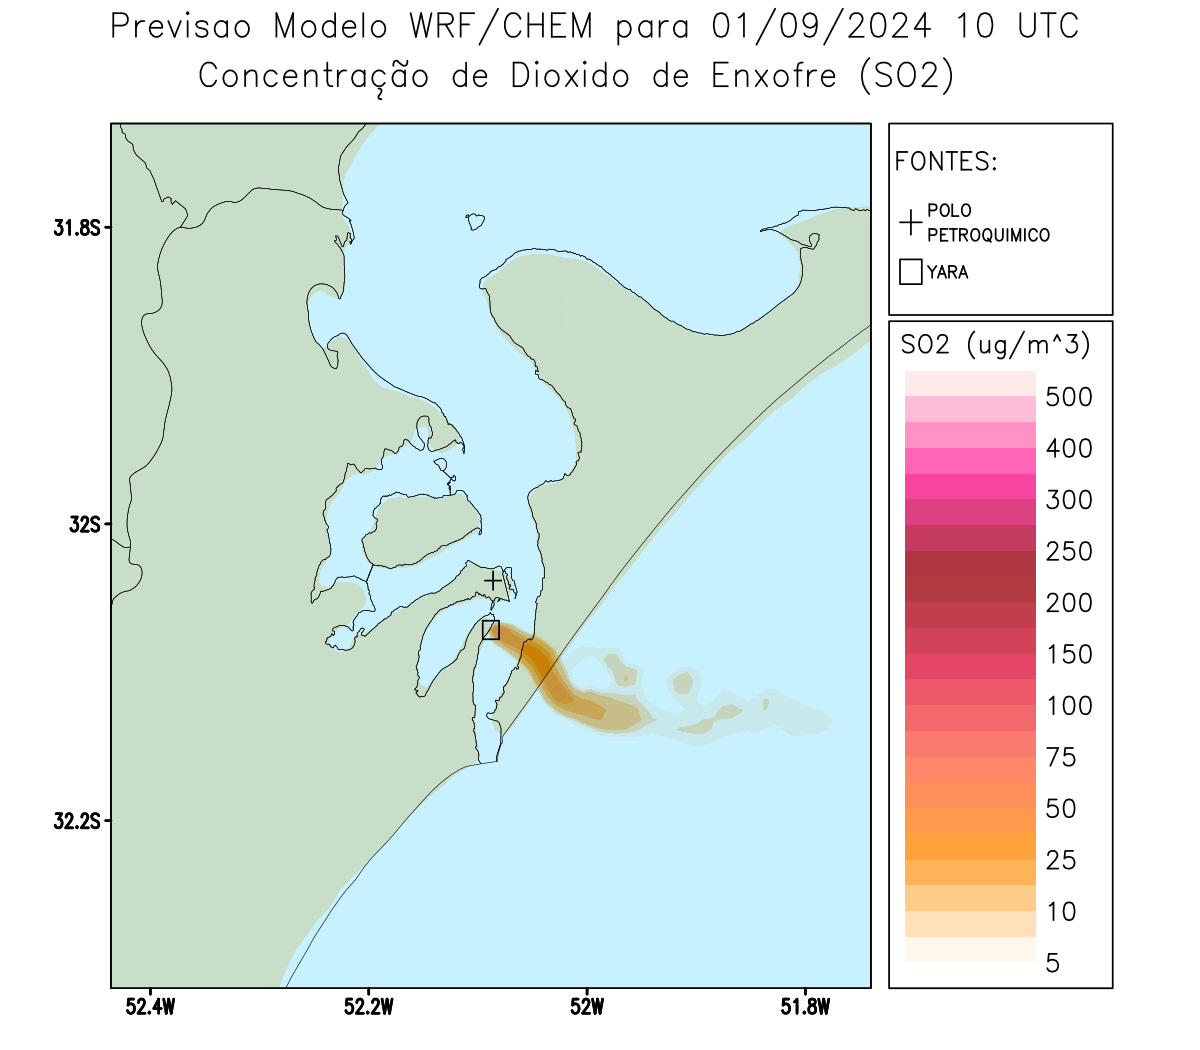 Previsao Modelo WRF/CHEM para 01/09/2024 10 UTC
Concentração de Dioxido de Enxofre (SO2)
FONTES:
POLO
PETROQUIMICO
YARA
SO2 (ug/m^3)
500
400
300
250
200
150
100
75
50
25
10
5
31.8S
32S
32.2S
52.4W
52.2W
52W
51.8W